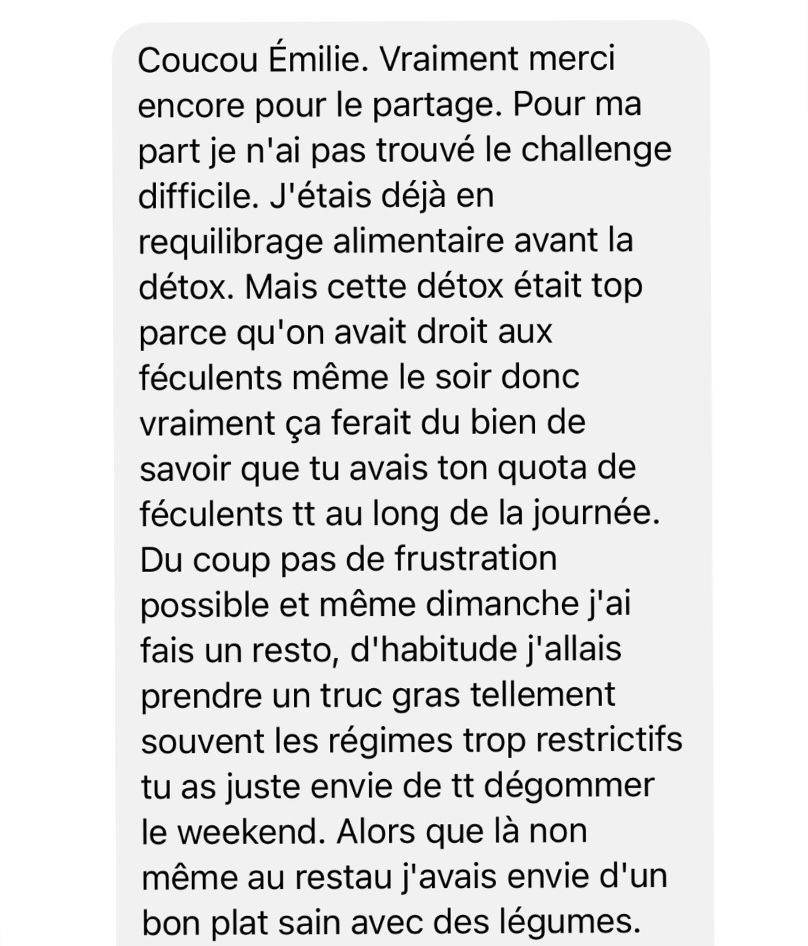 Coucou Émilie. Vraiment merci
encore pour le partage. Pour ma
part je n'ai pas trouvé le challenge
difficile. J'étais déjà en
requilibrage alimentaire avant la
détox. Mais cette détox était top
parce qu'on avait droit aux
féculents même le soir donc
vraiment ça ferait du bien de
savoir que tu avais ton quota de
féculents tt au long de la journée.
Du coup pas de frustration
possible et même dimanche j'ai
fais un resto, d'habitude j'allais
prendre un truc gras tellement
souvent les régimes trop restrictifs
tu as juste envie de tt dégommer
le weekend. Alors que là non
même au restau j'avais envie d'un
bon plat sain avec des légumes.